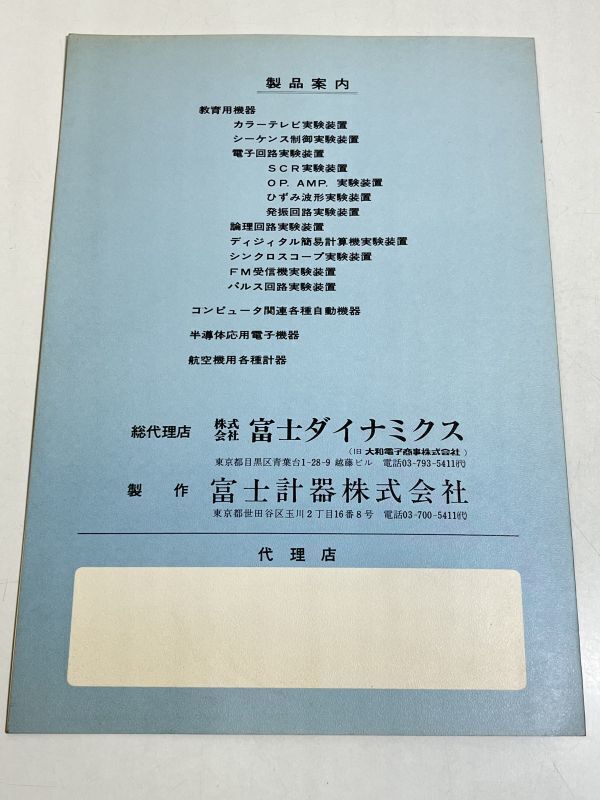 製品案内
教育用機器
カラーテレビ実験装置
シーケンス制御実験装置
電子回路実験装置
SCR実験装置
OP. AMP. 実験装置
ひずみ波形実験装置
発振回路実験装置
論理回路実験装置
ディジィタル簡易計算機実験装置
シンクロスコープ実験装置
FM受信機実験装置
パルス回路実験装置
コンピュータ関連各種自動機器
半導体応用電子機器
航空機用各種計器
総代理店 株式会社 富士ダイナミクス
(旧 大和電子商事株式会社)
東京都目黒区青葉台1-28-9 越藤ビル 電話03-793-5411(代)
製作 富士計器株式会社
東京都世田谷区玉川2丁目16番8号 電話03-700-5411(代)
代理店